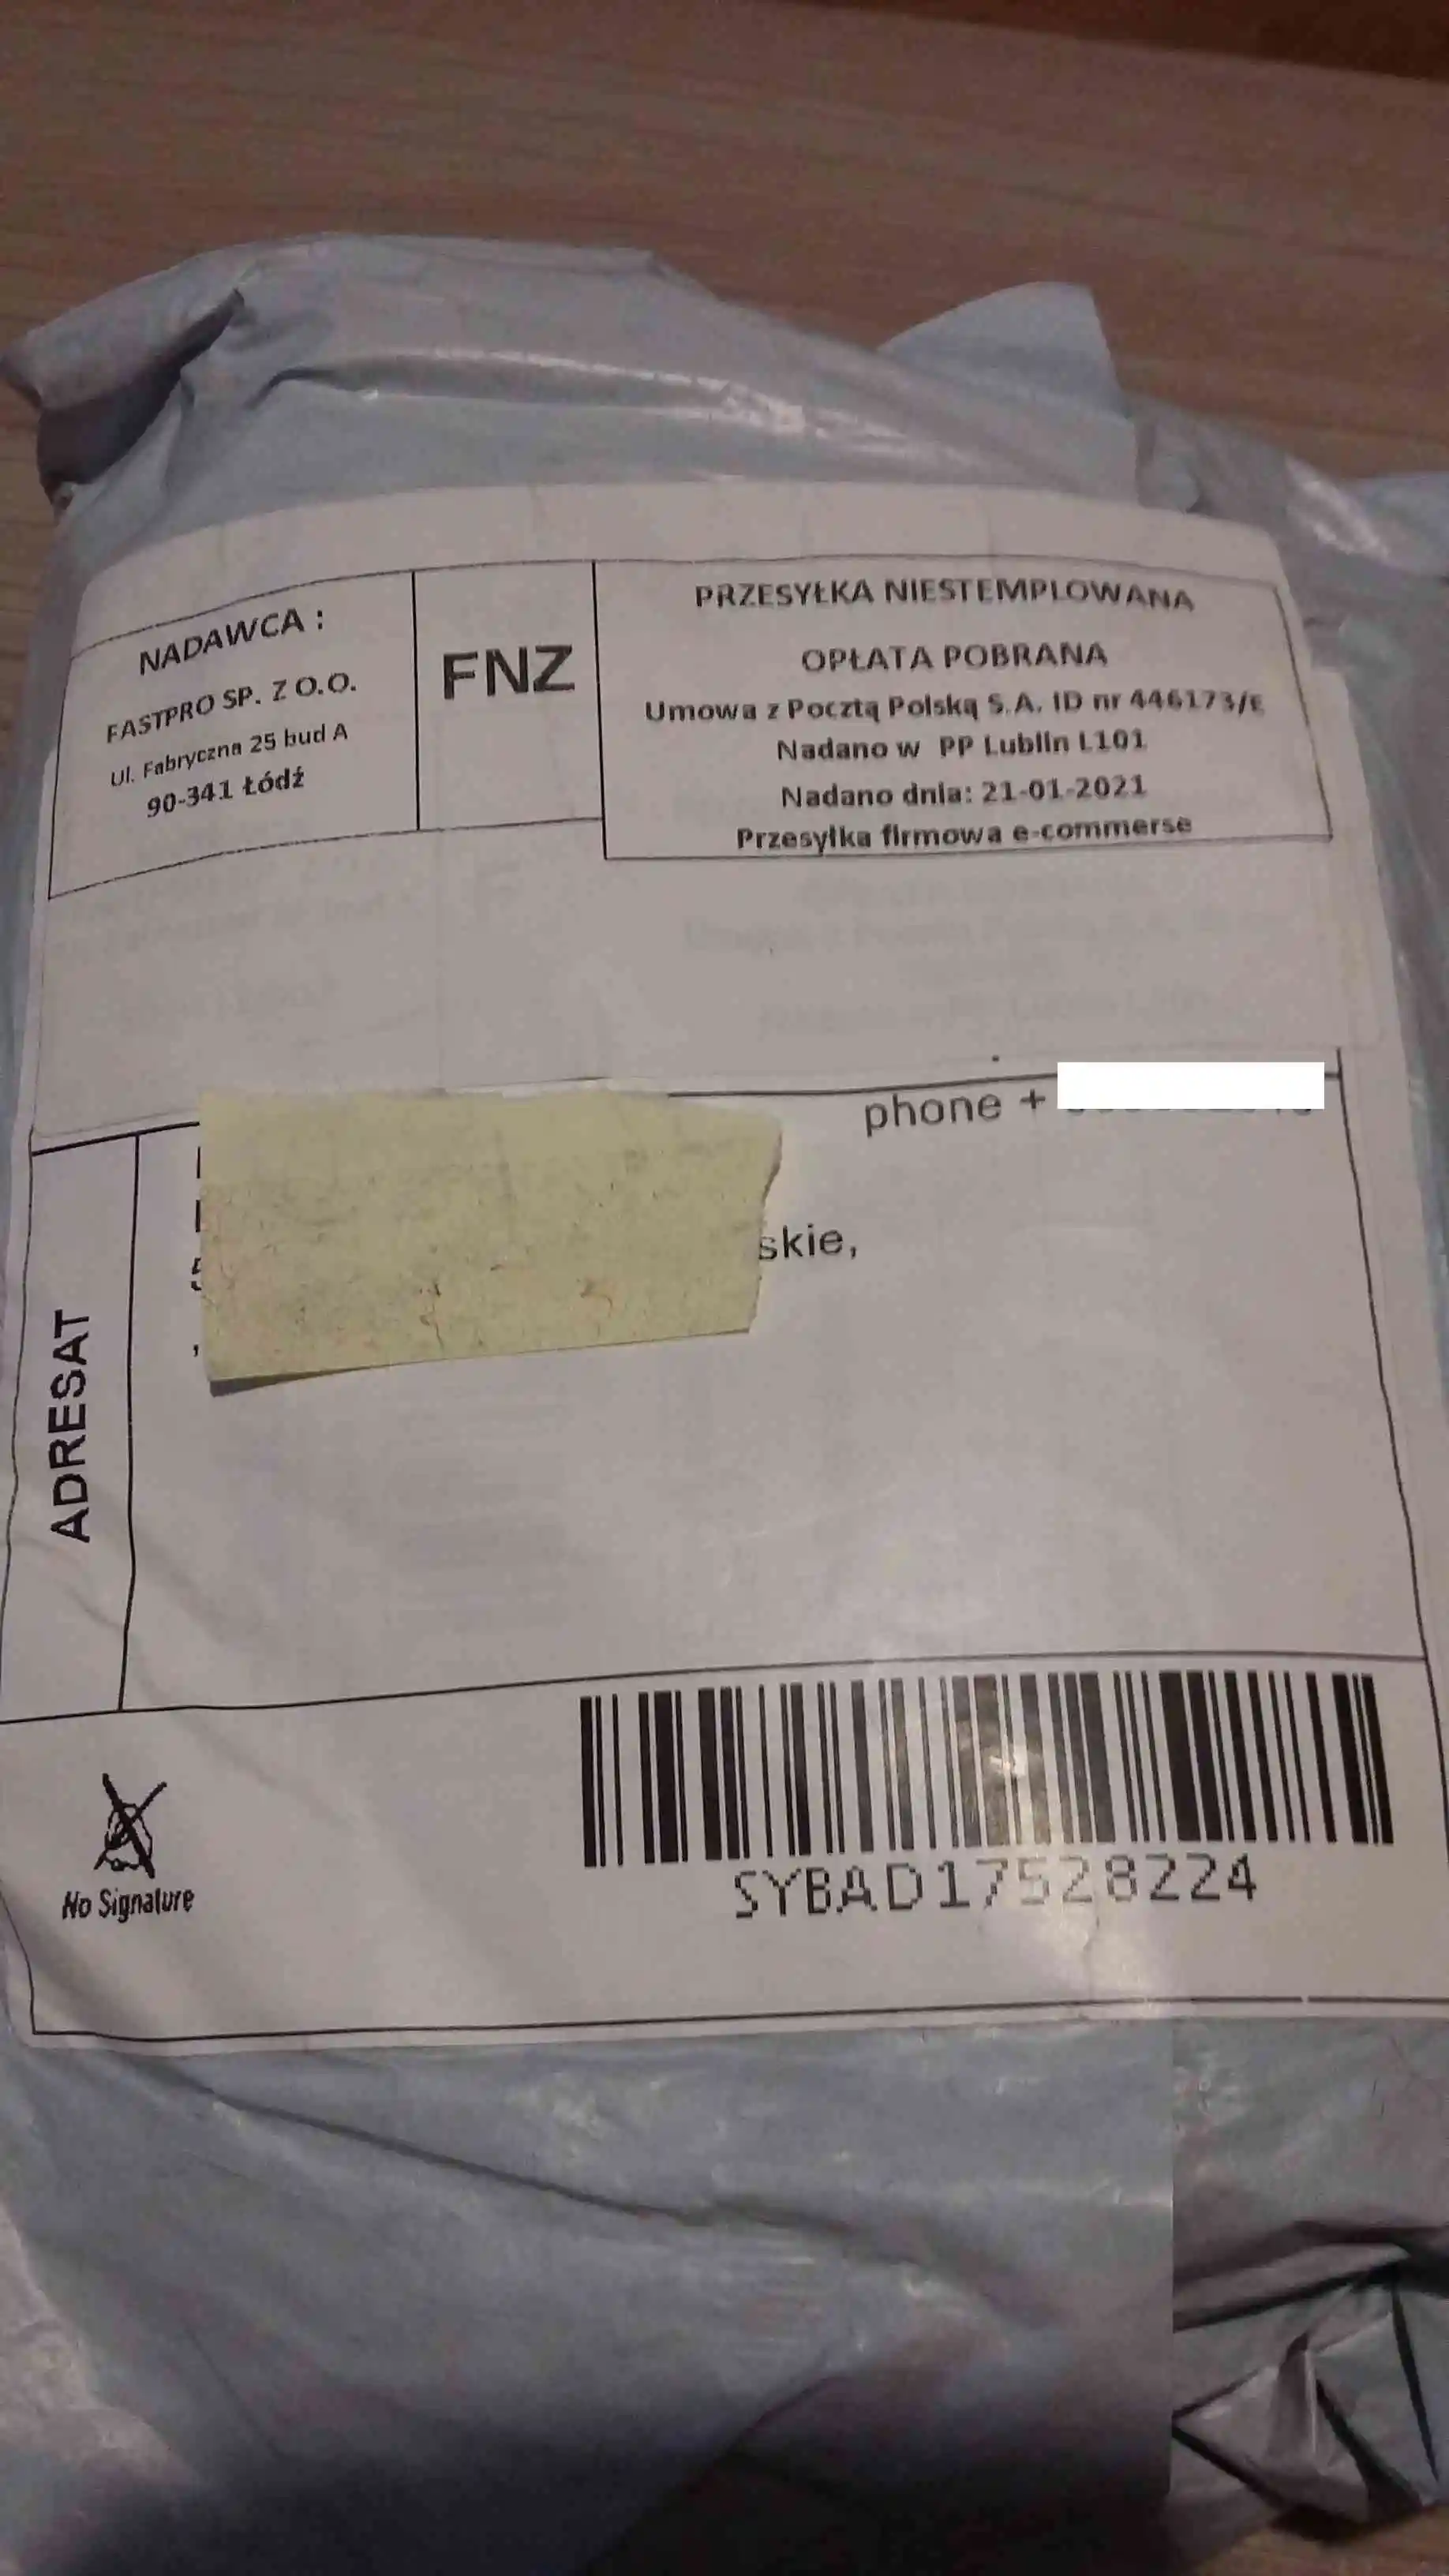 NADAWCA :
FASTPRO SP. Z O.O.
Ul. Fabryczna 25 bud A
90-341 Łódź
FNZ
PRZESYŁKA NIESTEMPLOWANA
OPŁATA POBRANA
Umowa z Pocztą Polską S.A. ID nr 446173/E
Nadano w PP Lublin L101
Nadano dnia: 21-01-2021
Przesyłka firmowa e-commerse
phone +
skie,
ADRESAT
No Signature
SYBAD17528224